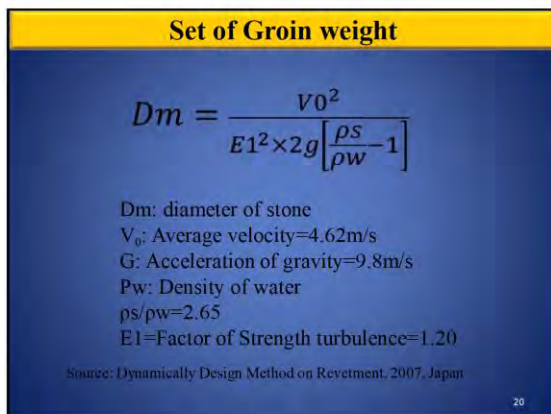 Set of Groin weight
Dm = V0² / E1²×2g[ρs/ρw −1]
Dm: diameter of stone
V₀: Average velocity=4.62m/s
G: Acceleration of gravity=9.8m/s
Pw: Density of water
ρs/ρw=2.65
E1=Factor of Strength turbulence=1.20
Source: Dynamically Design Method on Revetment, 2007, Japan
20